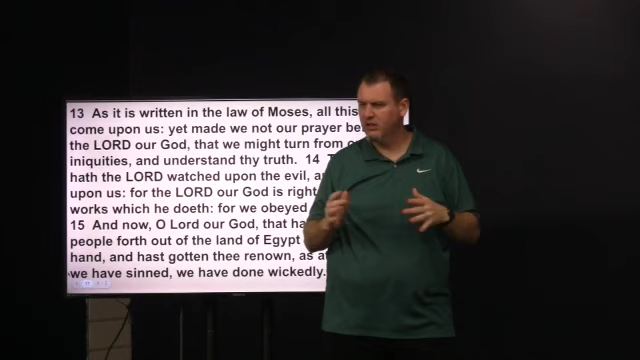 13 As it is written in the law of Moses, all this
come upon us: yet made we not our prayer
the LORD our God, that we might turn from
iniquities, and understand thy truth. 14
hath the LORD watched upon the evil,
upon us: for the LORD our God is
works which he doeth: for we obeyed
15 And now, O Lord our God, that
people forth out of the land of Egypt
hand, and hast gotten thee renown, as
we have sinned, we have done wickedly.